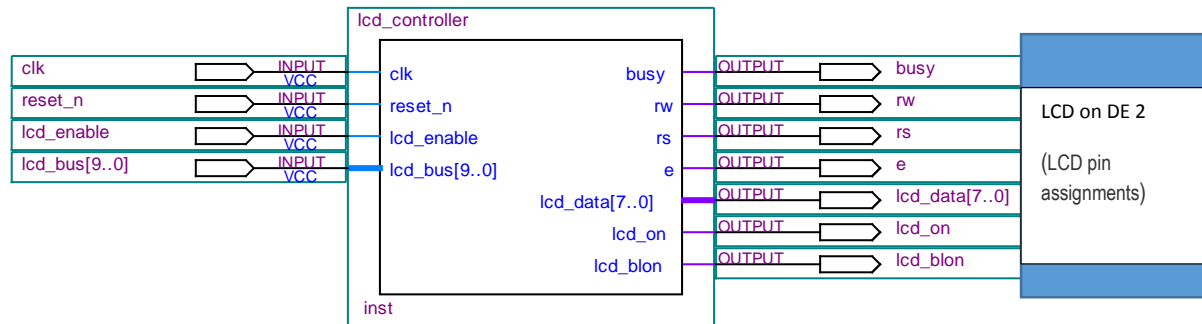 lcd_controller
clk INPUT VCC clk busy OUTPUT busy
reset_n INPUT VCC reset_n rw OUTPUT rw
lcd_enable INPUT VCC lcd_enable rs OUTPUT rs
lcd_bus[9..0] INPUT VCC lcd_bus[9..0] e OUTPUT e
lcd_data[7..0] OUTPUT lcd_data[7..0]
lcd_on OUTPUT lcd_on
lcd_blon OUTPUT lcd_blon
inst
LCD on DE 2
(LCD pin
assignments)